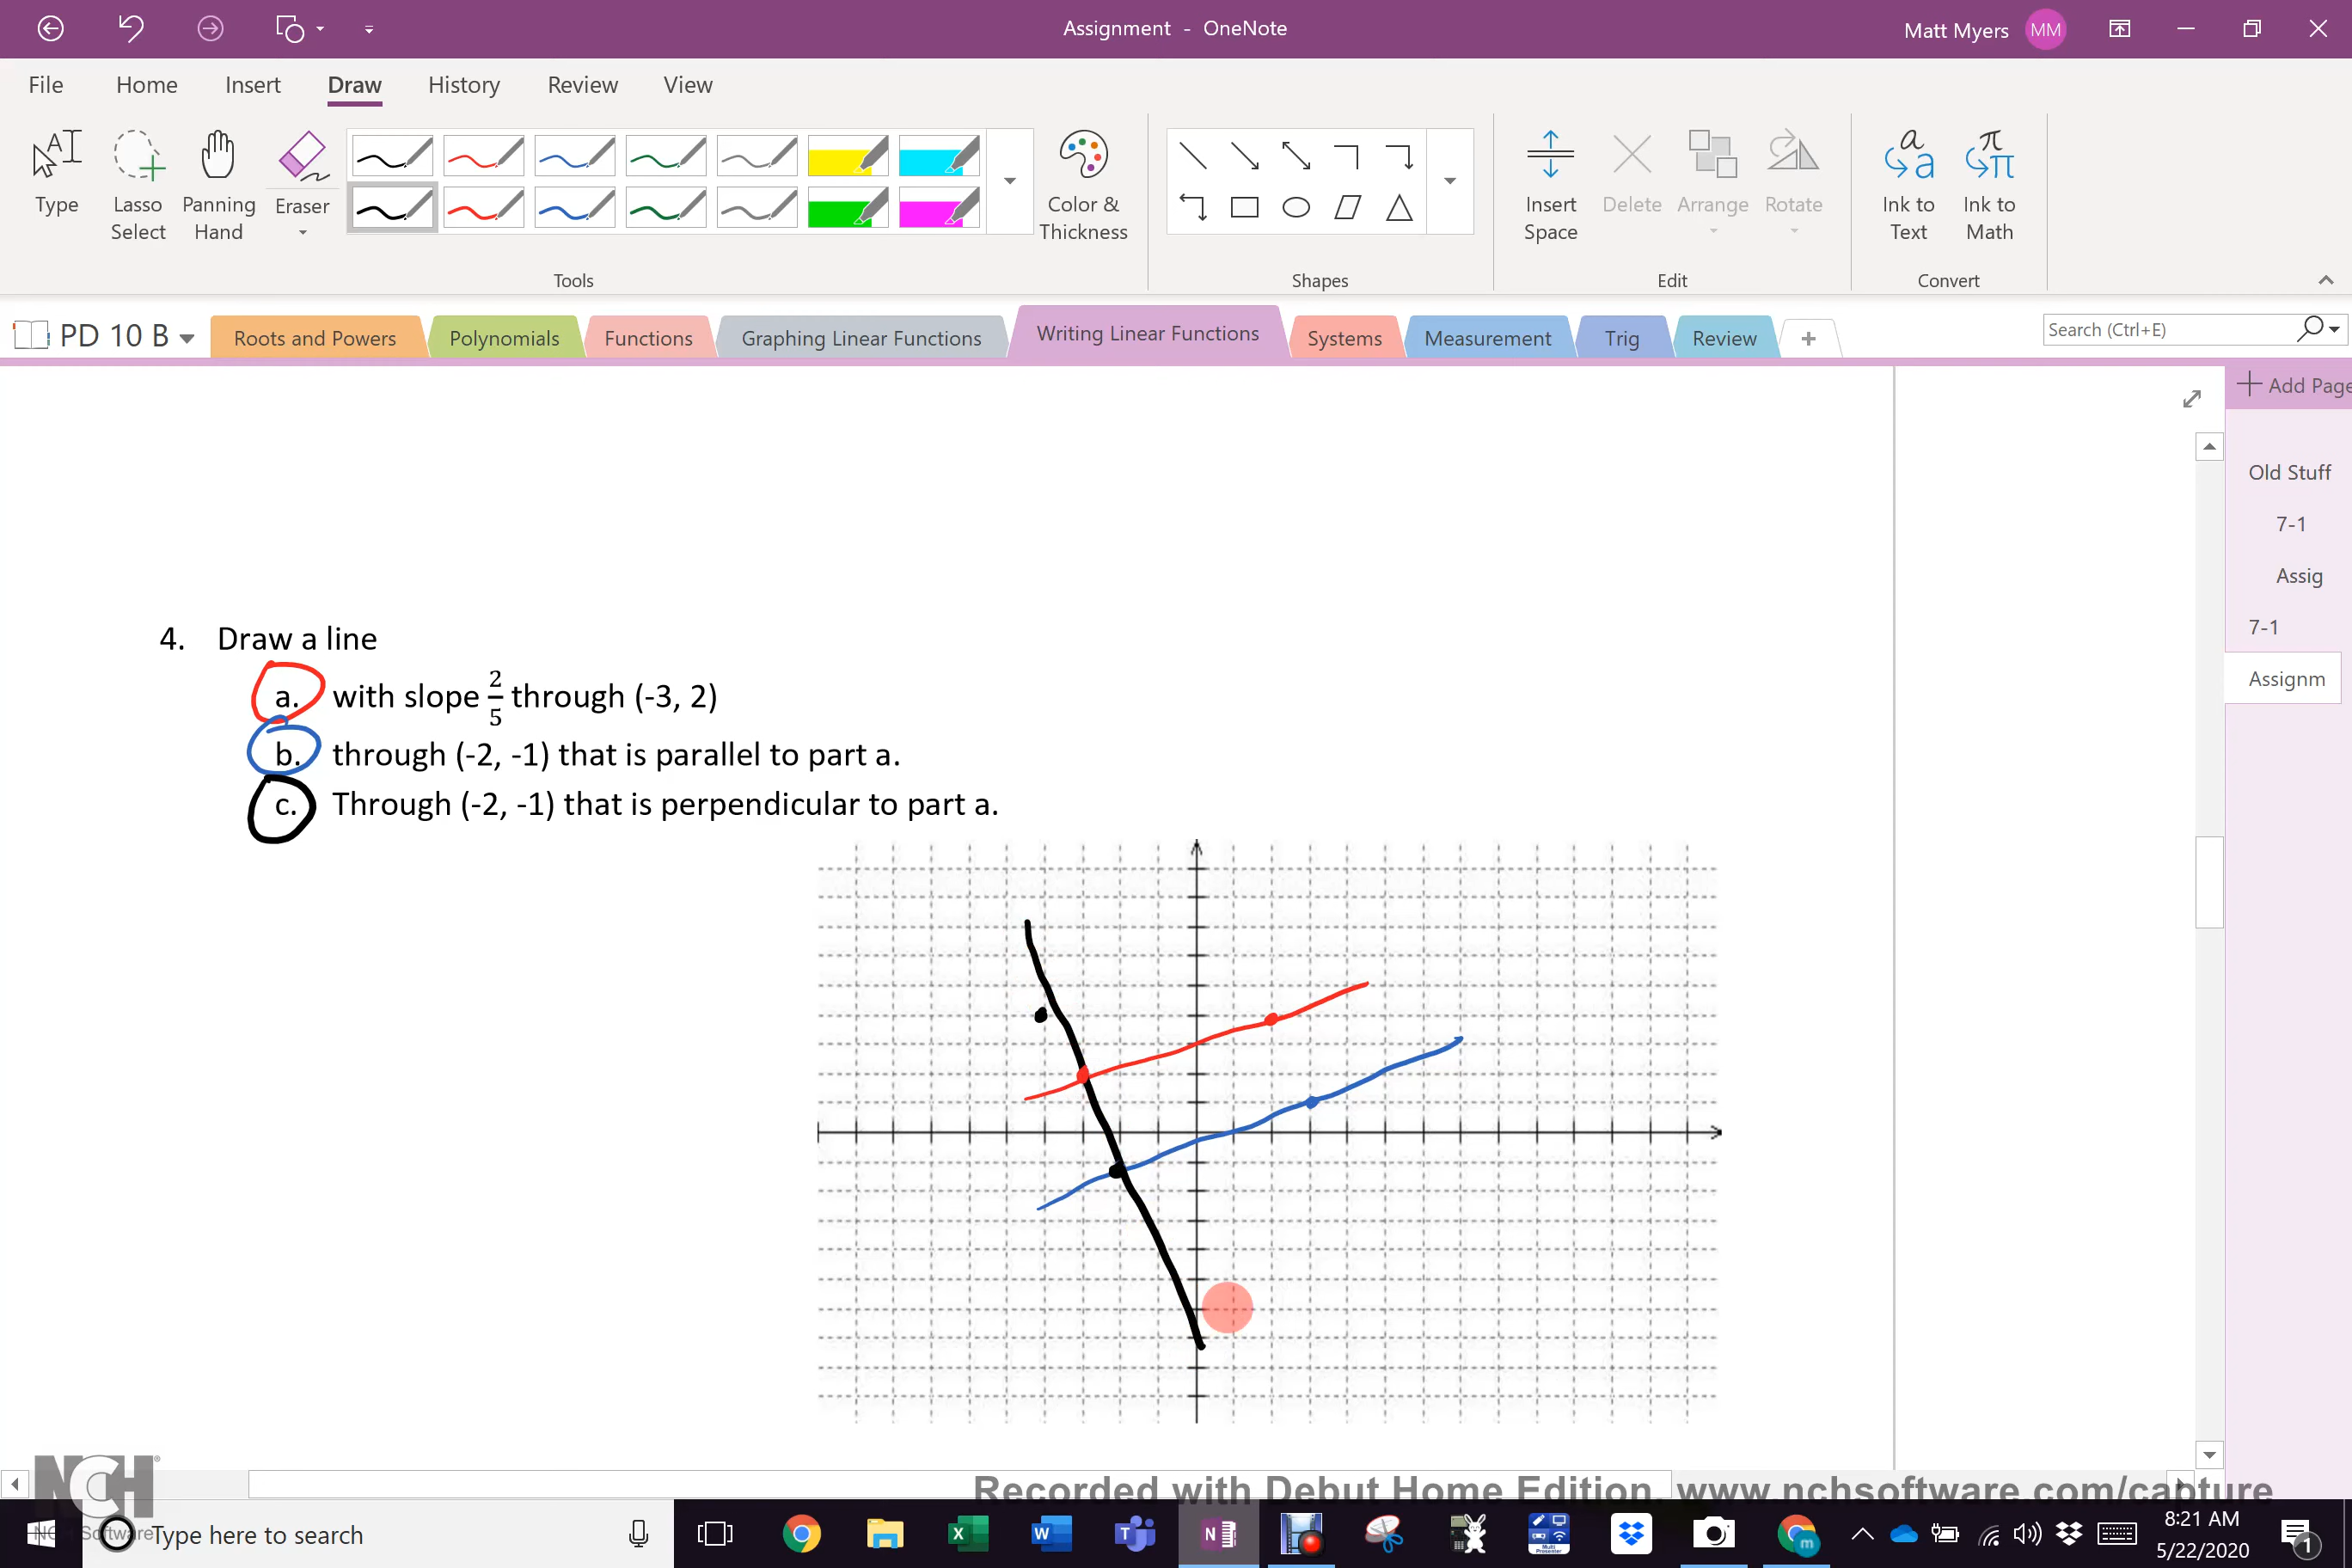 Assignment - OneNote
Matt Myers MM
File Home Insert Draw History Review View
Type
Lasso Select
Panning Hand
Eraser
Color & Thickness
Insert Space
Delete
Arrange
Rotate
Ink to Text
Ink to Math
Tools Shapes Edit Convert
PD 10 B Roots and Powers Polynomials Functions Graphing Linear Functions Writing Linear Functions Systems Measurement Trig Review +
Search (Ctrl+E)
Add Page
Old Stuff
7-1
Assig
7-1
Assignm
4. Draw a line
a. with slope 2/5 through (-3, 2)
b. through (-2, -1) that is parallel to part a.
c. Through (-2, -1) that is perpendicular to part a.
NCH
NCH Software
Recorded with Debut Home Edition. www.nchsoftware.com/capture
Type here to search
8:21 AM
5/22/2020
1